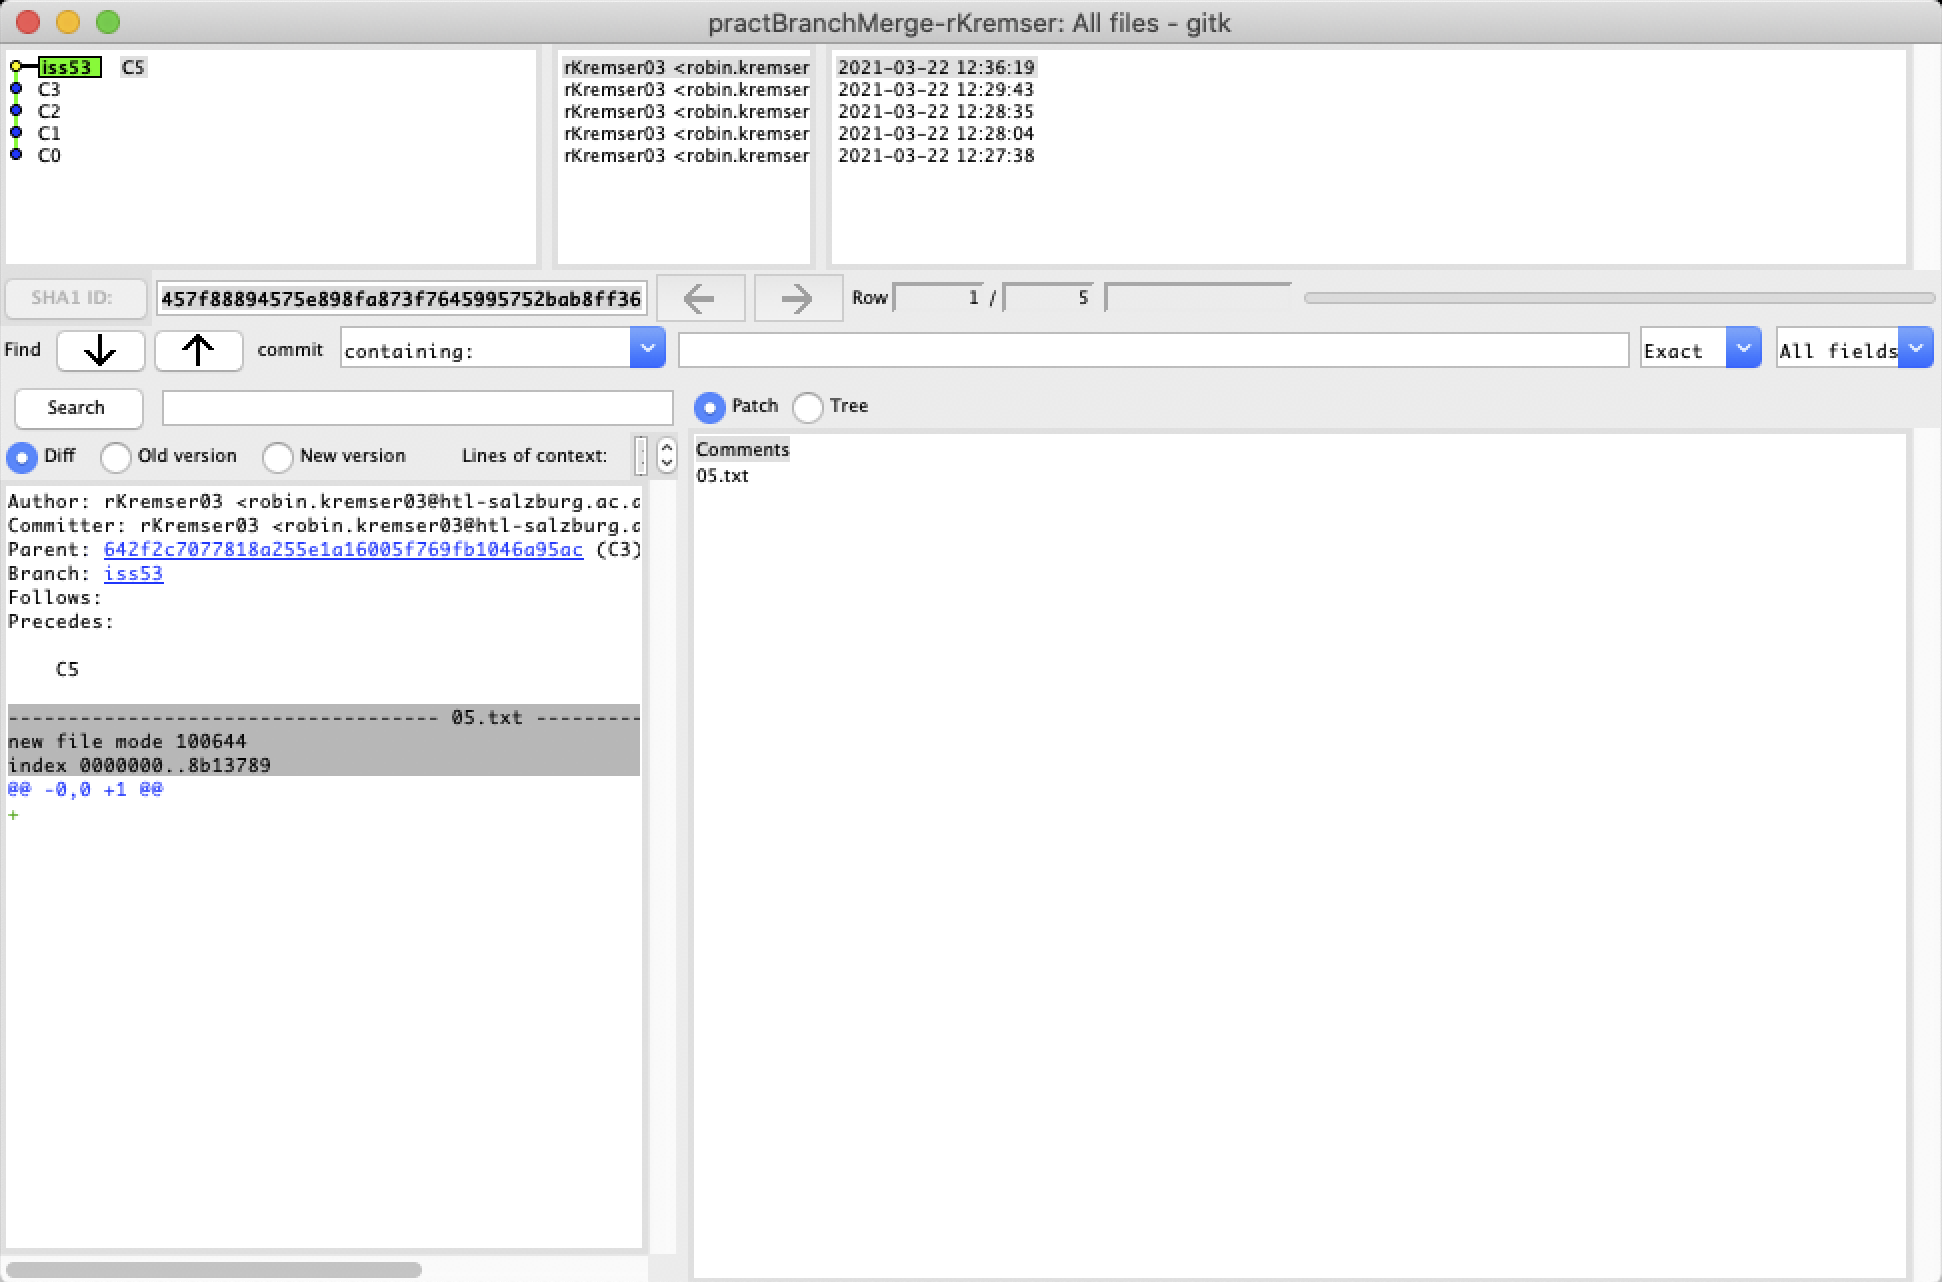 practBranchMerge-rKremser: All files - gitk
iss53 C5 rKremser03 <robin.kremser 2021-03-22 12:36:19
C3 rKremser03 <robin.kremser 2021-03-22 12:29:43
C2 rKremser03 <robin.kremser 2021-03-22 12:28:35
C1 rKremser03 <robin.kremser 2021-03-22 12:28:04
C0 rKremser03 <robin.kremser 2021-03-22 12:27:38
SHA1 ID: 457f88894575e898fa873f7645995752bab8ff36 Row 1 / 5
Find commit containing: Exact All fields
Search
Patch Tree
Diff Old version New version Lines of context:
Comments
05.txt
Author: rKremser03 <robin.kremser03@htl-salzburg.ac.a
Committer: rKremser03 <robin.kremser03@htl-salzburg.a
Parent: 642f2c7077818a255e1a16005f769fb1046a95ac (C3)
Branch: iss53
Follows:
Precedes:
C5
------------------------------------ 05.txt ---------
new file mode 100644
index 0000000..8b13789
@@ -0,0 +1 @@
+